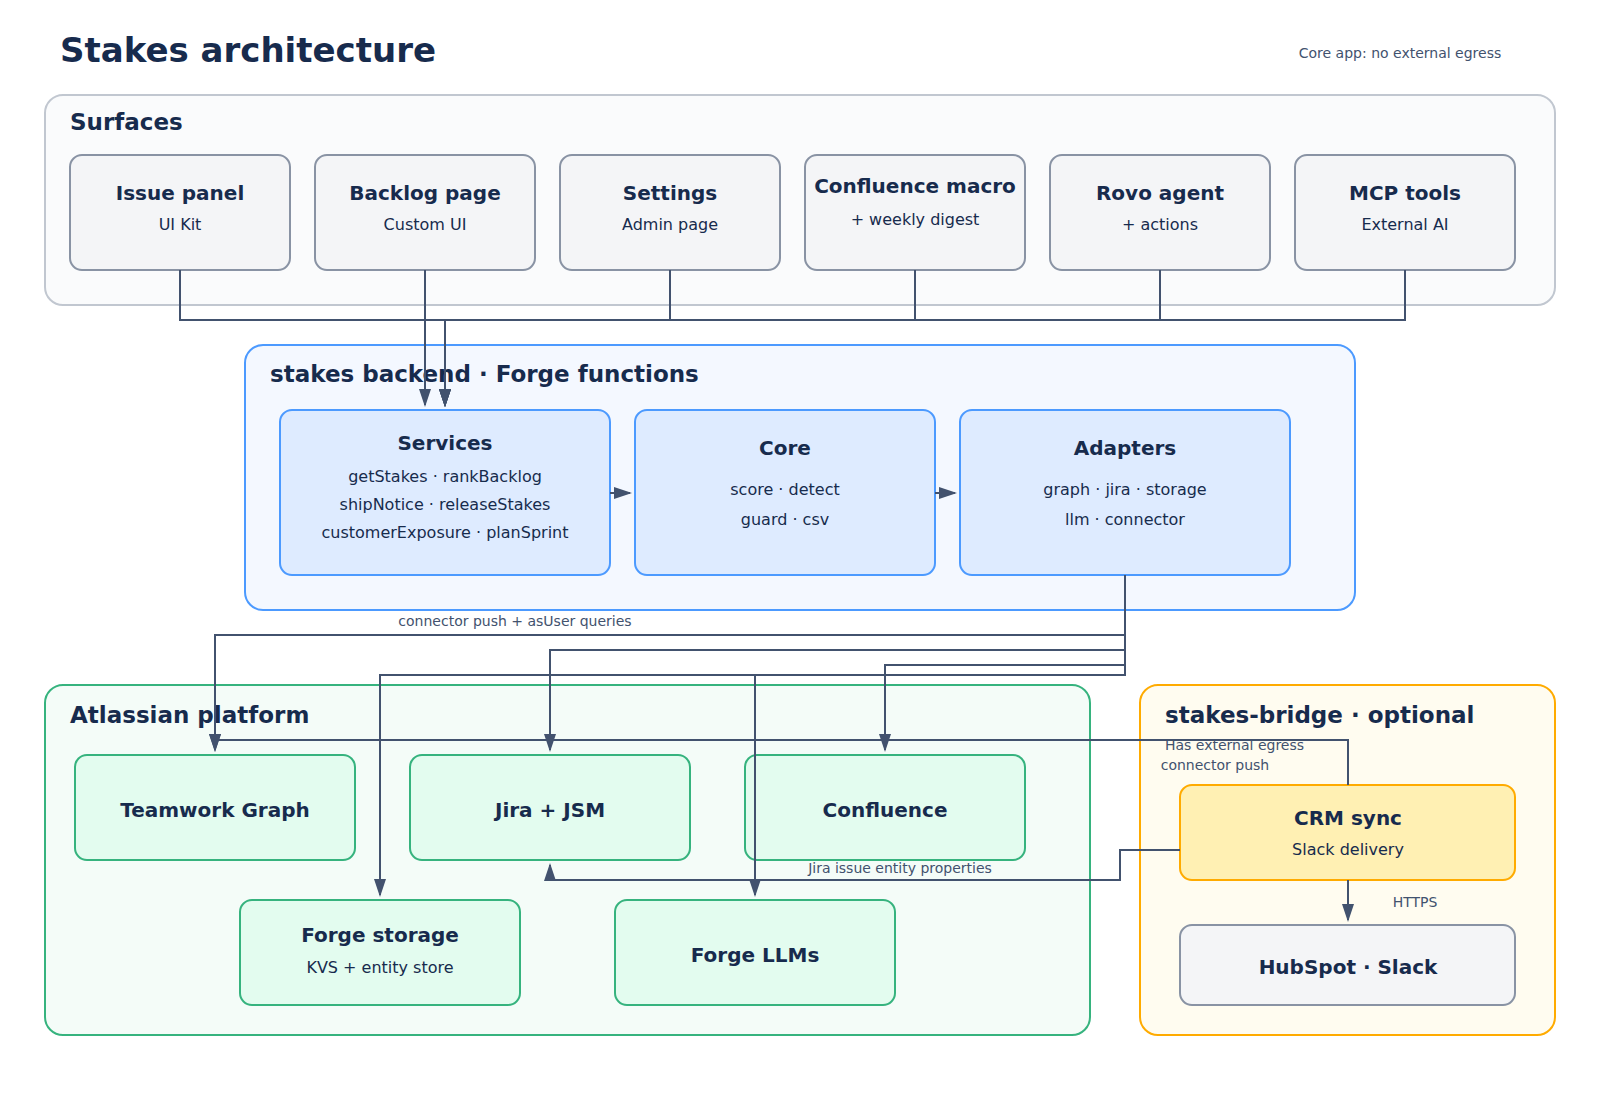 Stakes architecture
Core app: no external egress
Surfaces
Issue panel
UI Kit
Backlog page
Custom UI
Settings
Admin page
Confluence macro
+ weekly digest
Rovo agent
+ actions
MCP tools
External AI
stakes backend · Forge functions
Services
getStakes · rankBacklog
shipNotice · releaseStakes
customerExposure · planSprint
Core
score · detect
guard · csv
Adapters
graph · jira · storage
llm · connector
connector push + asUser queries
Atlassian platform
Teamwork Graph
Jira + JSM
Confluence
Jira issue entity properties
Forge storage
KVS + entity store
Forge LLMs
stakes-bridge · optional
Has external egress
connector push
CRM sync
Slack delivery
HTTPS
HubSpot · Slack